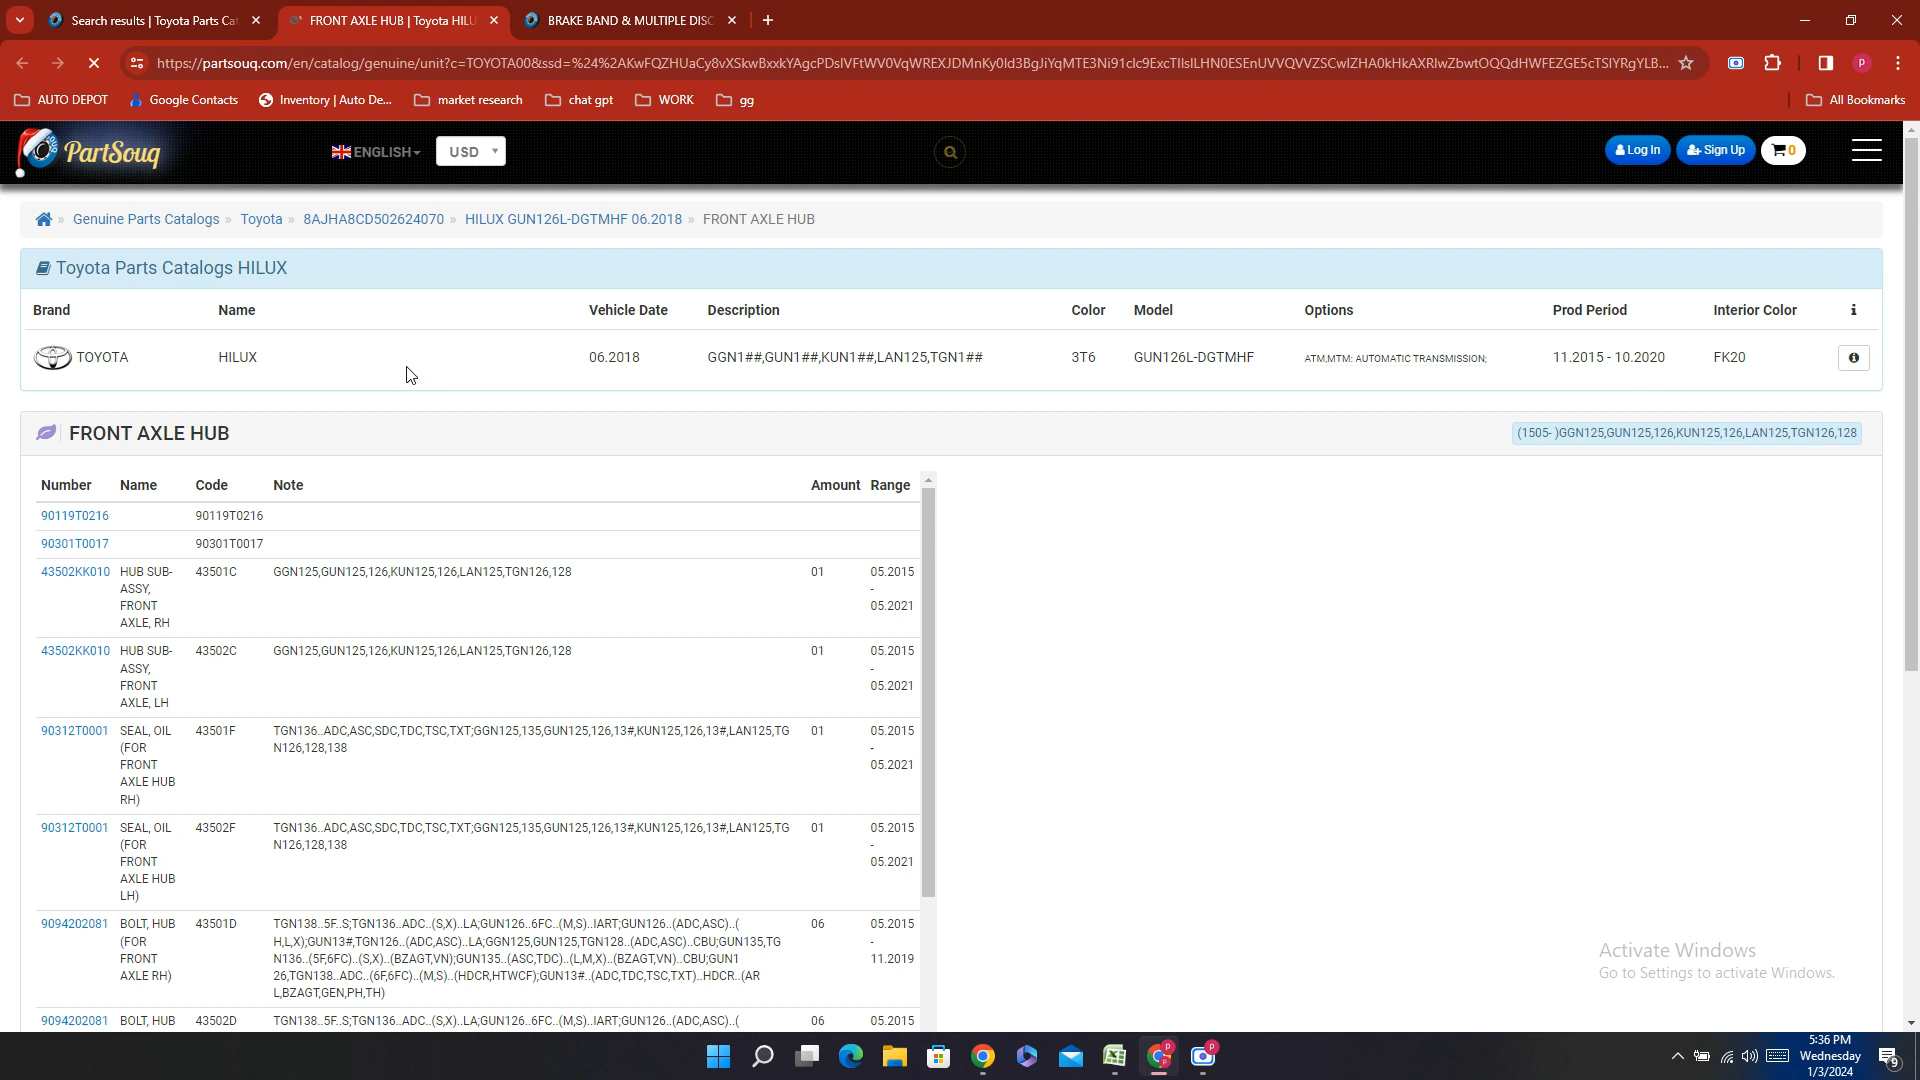 Search results | Toyota Parts Cat
FRONT AXLE HUB | Toyota HILU
BRAKE BAND & MULTIPLE DISC
AUTO DEPOT
Google Contacts
Inventory | Auto De...
market research
chat gpt
WORK
gg
All Bookmarks
PartSouq
ENGLISH
USD
Log In
Sign Up
0
» Genuine Parts Catalogs » Toyota » 8AJHA8CD502624070 » HILUX GUN126L-DGTMHF 06.2018 » FRONT AXLE HUB
Toyota Parts Catalogs HILUX
Brand Name Vehicle Date Description Color Model Options Prod Period Interior Color
TOYOTA HILUX 06.2018 GGN1##,GUN1##,KUN1##,LAN125,TGN1## 3T6 GUN126L-DGTMHF ATM,MTM: AUTOMATIC TRANSMISSION; 11.2015 - 10.2020 FK20
FRONT AXLE HUB
(1505- )GGN125,GUN125,126,KUN125,126,LAN125,TGN126,128
Number Name Code Note Amount Range
90119T0216 90119T0216
90301T0017 90301T0017
43502KK010 HUB SUB- 43501C GGN125,GUN125,126,KUN125,126,LAN125,TGN126,128 01 05.2015
ASSY, -
FRONT 05.2021
AXLE, RH
43502KK010 HUB SUB- 43502C GGN125,GUN125,126,KUN125,126,LAN125,TGN126,128 01 05.2015
ASSY, -
FRONT 05.2021
AXLE, LH
90312T0001 SEAL, OIL 43501F TGN136..ADC,ASC,SDC,TDC,TSC,TXT;GGN125,135,GUN125,126,13#,KUN125,126,13#,LAN125,TG 01 05.2015
(FOR N126,128,138 -
FRONT 05.2021
AXLE HUB
RH)
90312T0001 SEAL, OIL 43502F TGN136..ADC,ASC,SDC,TDC,TSC,TXT;GGN125,135,GUN125,126,13#,KUN125,126,13#,LAN125,TG 01 05.2015
(FOR N126,128,138 -
FRONT 05.2021
AXLE HUB
LH)
9094202081 BOLT, HUB 43501D TGN138..5F..S;TGN136..ADC..(S,X)..LA;GUN126..6FC..(M,S)..IART;GUN126..(ADC,ASC)..( 06 05.2015
(FOR H,L,X);GUN13#,TGN126..(ADC,ASC)..LA;GGN125,GUN125,TGN128..(ADC,ASC)..CBU;GUN135,TG -
FRONT N136..(5F,6FC)..(S,X)..(BZAGT,VN);GUN135..(ASC,TDC)..(L,M,X)..(BZAGT,VN)..CBU;GUN1 11.2019
AXLE RH) 26,TGN138..ADC..(6F,6FC)..(M,S)..(HDCR,HTWCF);GUN13#..(ADC,TDC,TSC,TXT)..HDCR..(AR
L,BZAGT,GEN,PH,TH)
9094202081 BOLT, HUB 43502D TGN138..5F..S;TGN136..ADC..(S,X)..LA;GUN126..6FC..(M,S)..IART;GUN126..(ADC,ASC)..( 06 05.2015
Activate Windows
Go to Settings to activate Windows.
5:36 PM
Wednesday
1/3/2024
9